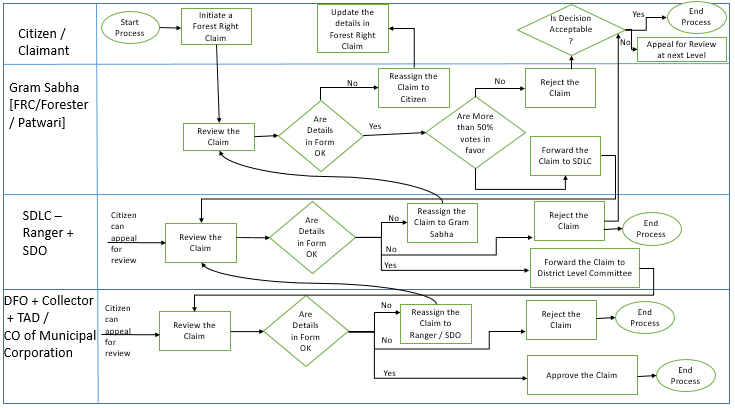 Citizen /
Claimant
Start
Process
Initiate a
Forest Right
Claim
Update the
details in
Forest Right
Claim
Is Decision
Acceptable
?
Yes
No
End
Process
Appeal for Review
at next Level
Gram Sabha
[FRC/Forester
/ Patwari]
Review the
Claim
Are
Details
in Form
OK
No
Yes
Reassign the
Claim to
Citizen
Are More
than 50%
votes in
favor
No
Reject the
Claim
Forward the
Claim to SDLC
SDLC –
Ranger +
SDO
Citizen
can
appeal
for
review
Review the
Claim
Are
Details
in Form
OK
No
No
Yes
Reassign the
Claim to Gram
Sabha
Reject the
Claim
End
Process
Forward the Claim to
District Level Committee
DFO + Collector
+ TAD /
CO of Municipal
Corporation
Citizen
can
appeal
for
review
Review the
Claim
Are
Details
in Form
OK
No
No
Yes
Reassign the
Claim to
Ranger / SDO
Reject the
Claim
End
Process
Approve the Claim
End
Process